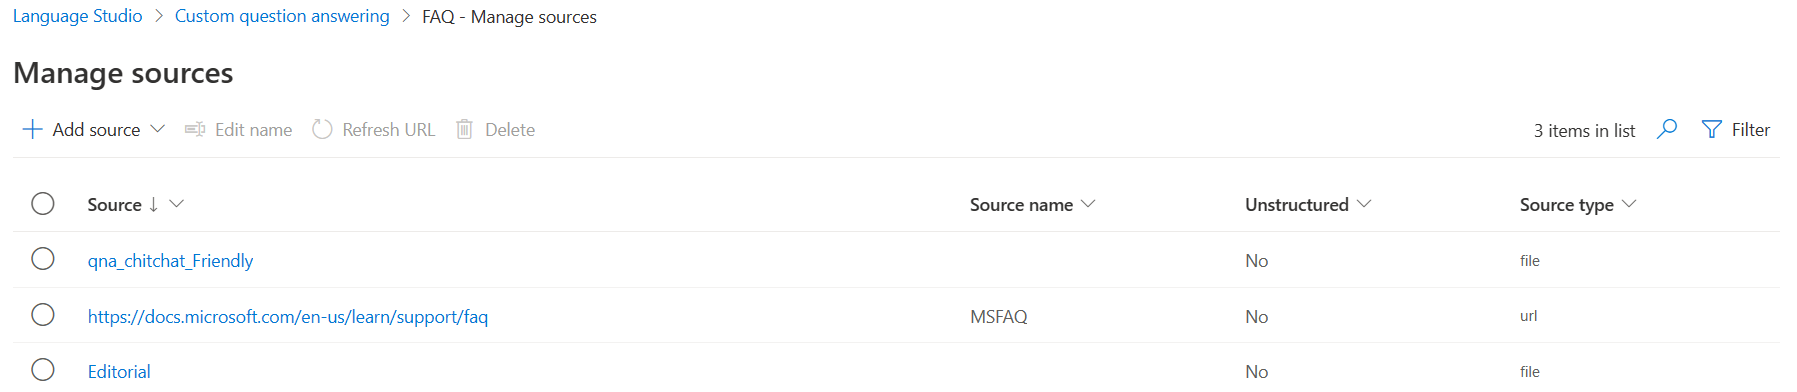 Language Studio > Custom question answering > FAQ - Manage sources
Manage sources
Add source Edit name Refresh URL Delete 3 items in list Filter
Source Source name Unstructured Source type
qna_chitchat_Friendly No file
https://docs.microsoft.com/en-us/learn/support/faq MSFAQ No url
Editorial No file